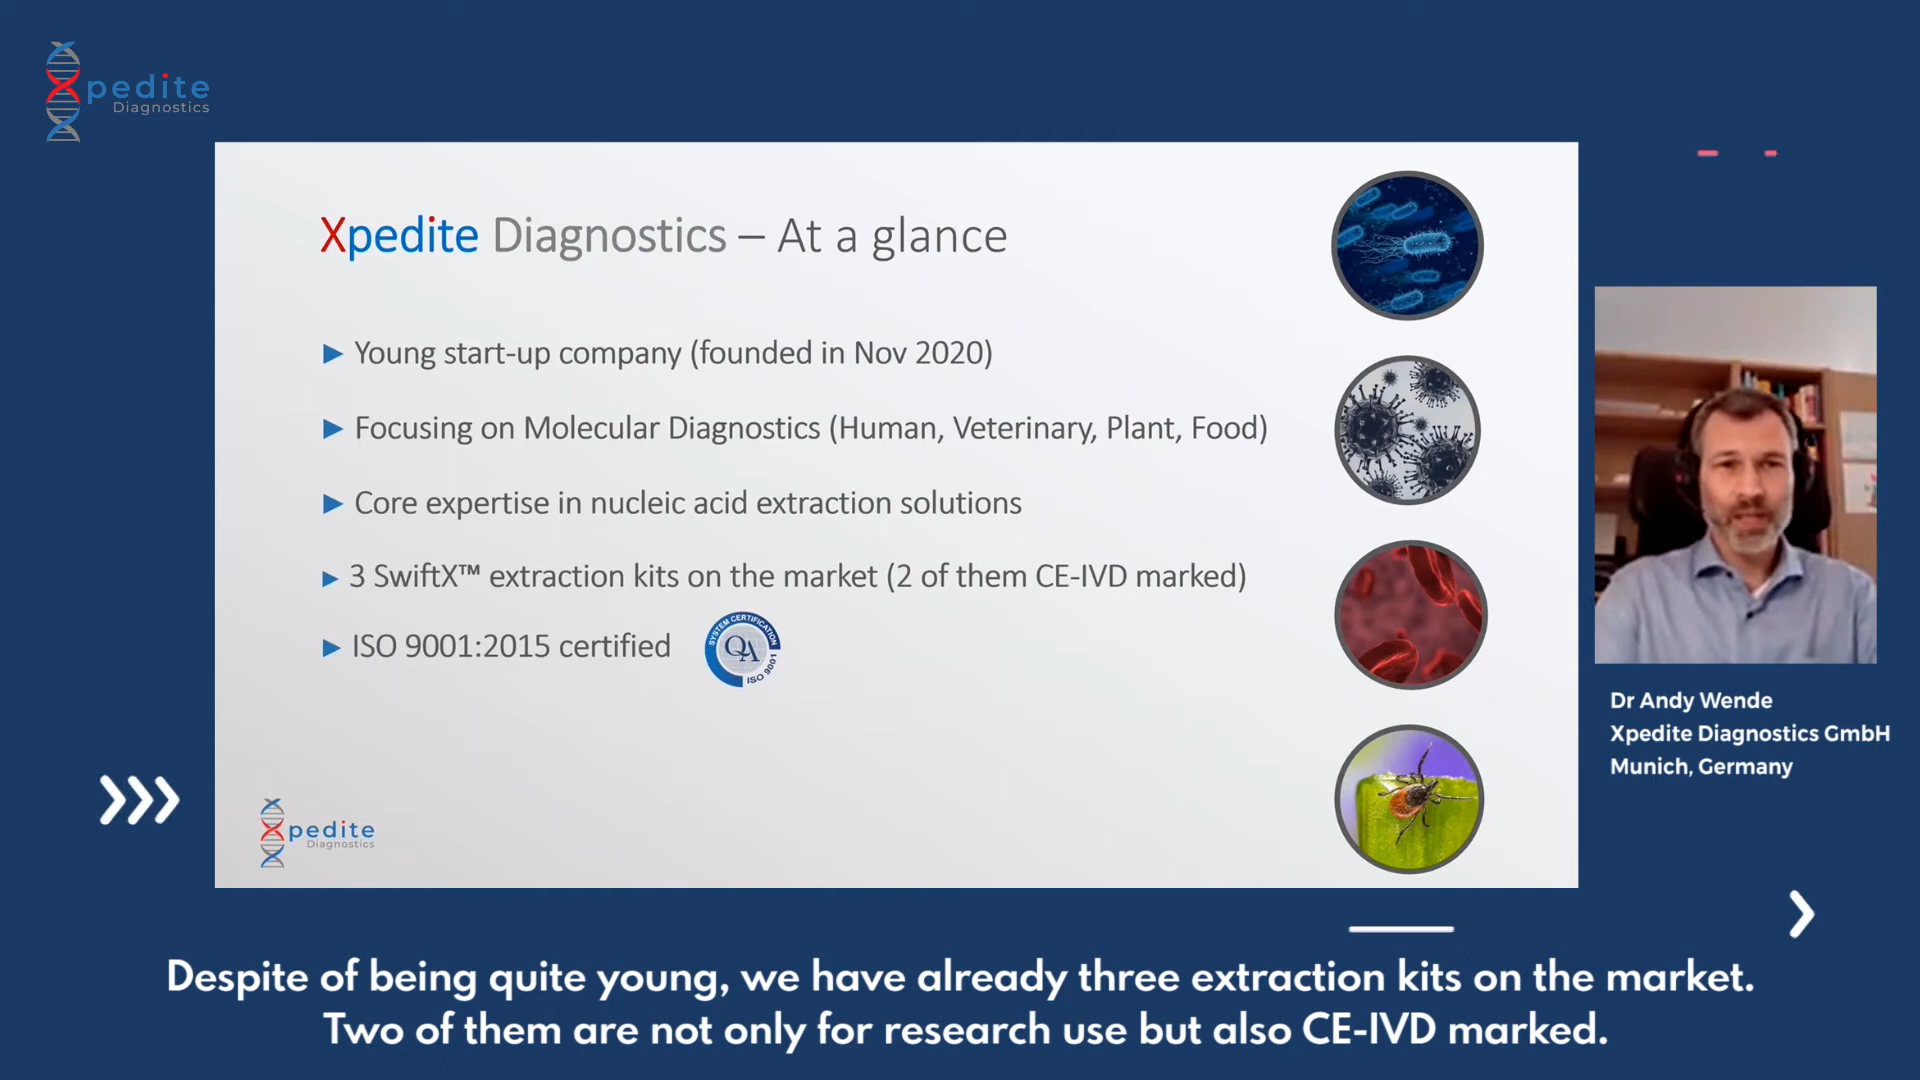 Xpedite
Diagnostics
Xpedite Diagnostics – At a glance
Young start-up company (founded in Nov 2020)
Focusing on Molecular Diagnostics (Human, Veterinary, Plant, Food)
Core expertise in nucleic acid extraction solutions
3 SwiftX™ extraction kits on the market (2 of them CE-IVD marked)
ISO 9001:2015 certified
SYSTEM CERTIFICATION
QA
ISO 9001
Xpedite
Diagnostics
Dr Andy Wende
Xpedite Diagnostics GmbH
Munich, Germany
Despite of being quite young, we have already three extraction kits on the market.
Two of them are not only for research use but also CE-IVD marked.